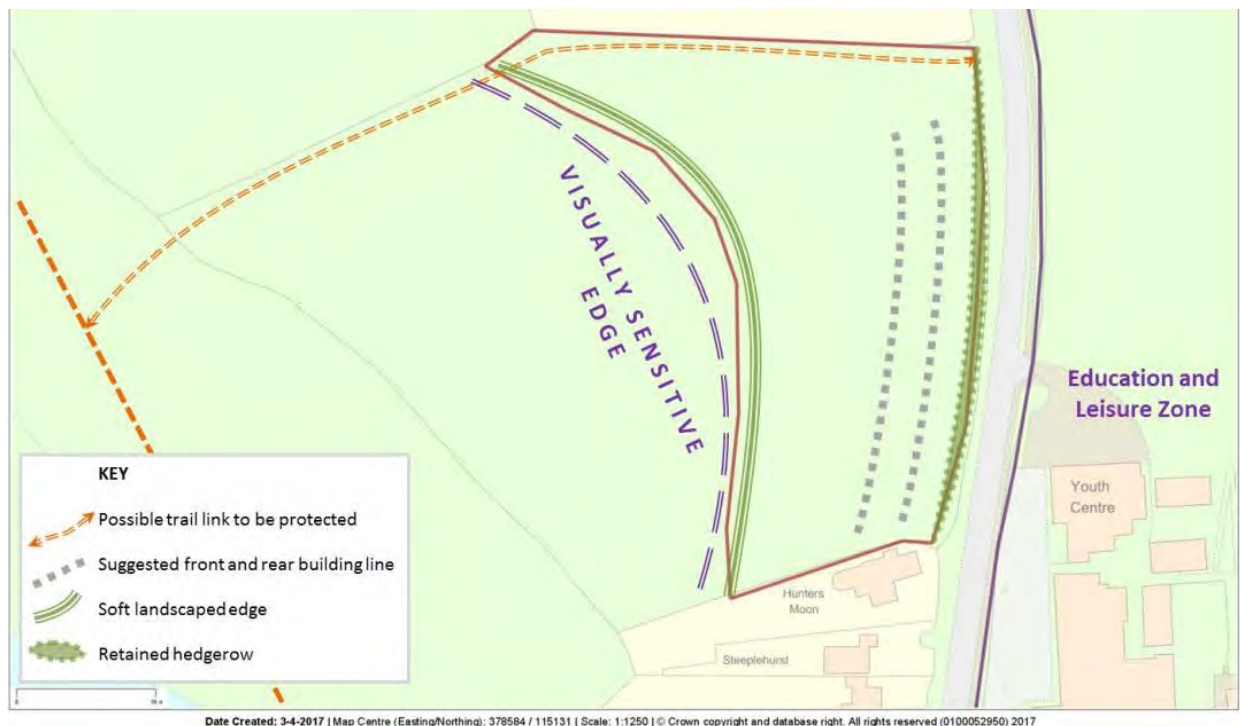 VISUALLY SENSITIVE
EDGE
Education and
Leisure Zone
Youth
Centre
Hunters
Moon
Steeplehurst
KEY
Possible trail link to be protected
Suggested front and rear building line
Soft landscaped edge
Retained hedgerow
Date Created: 3-4-2017 | Map Centre (Easting/Northing): 378584 / 115131 | Scale: 1:1250 | © Crown copyright and database right. All rights reserved (0100052950) 2017